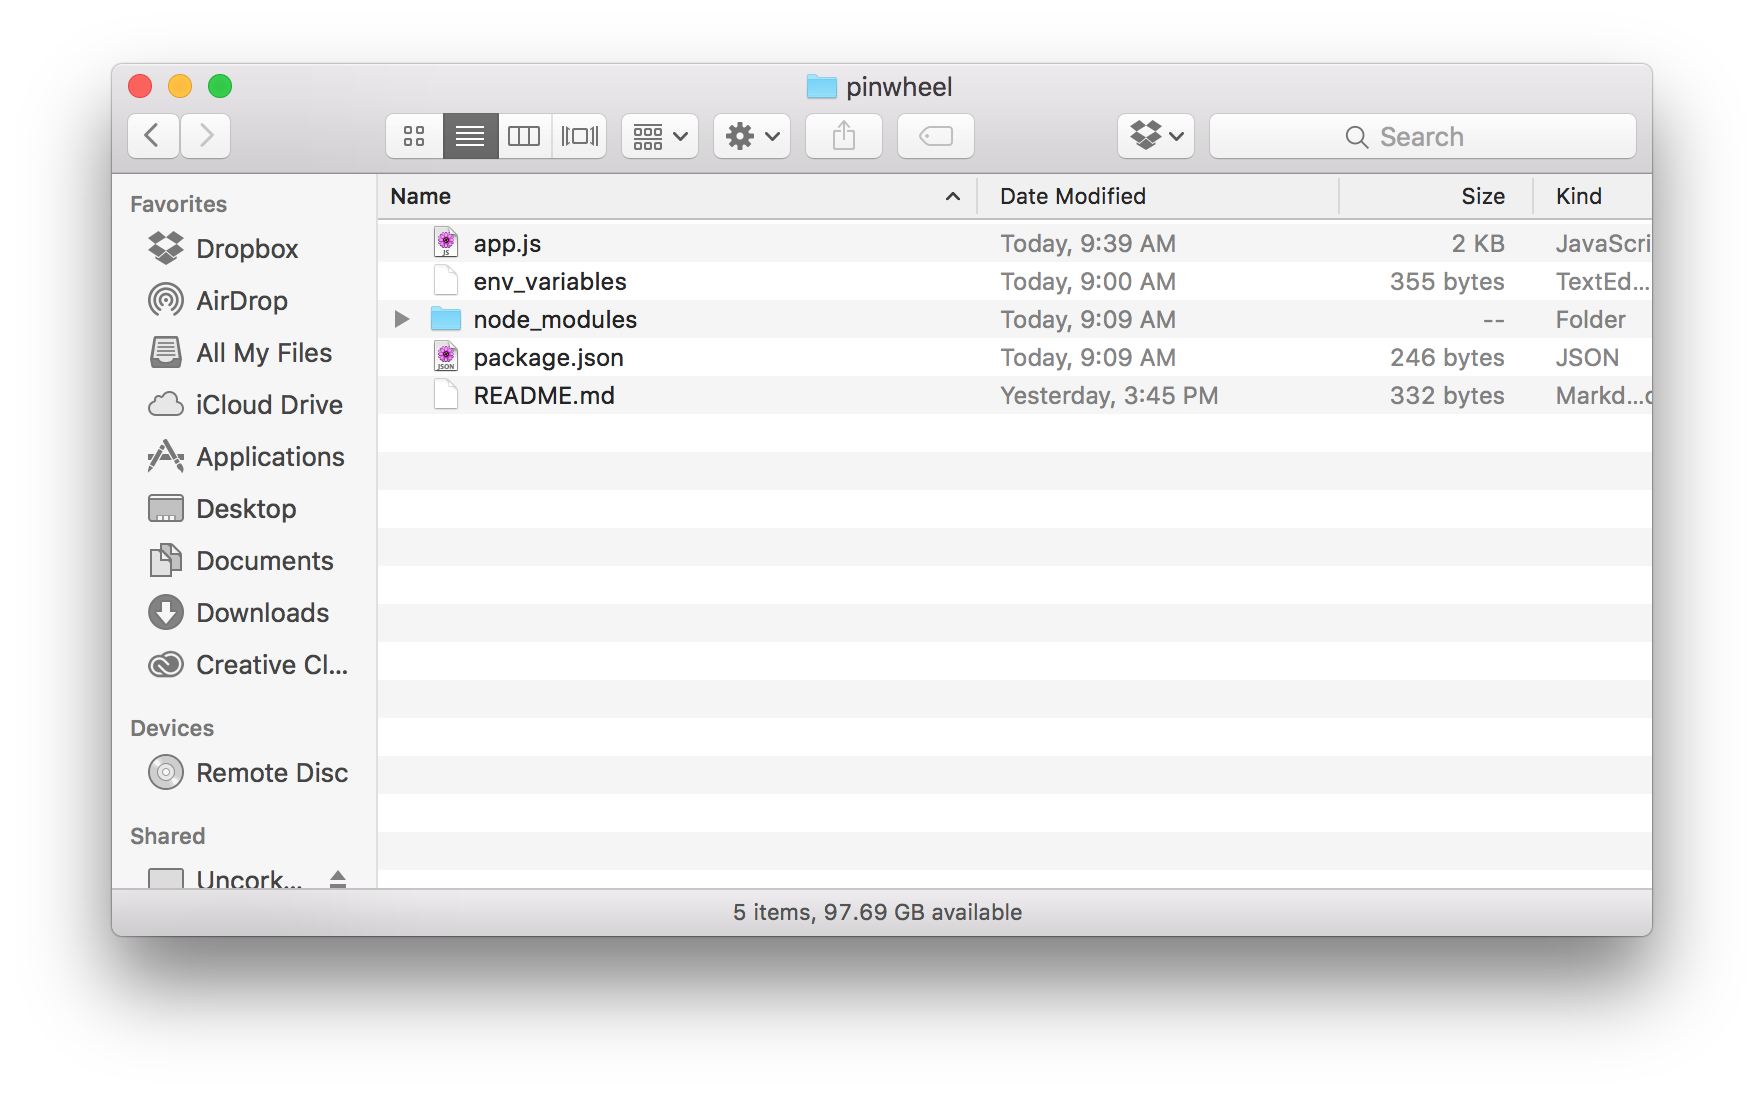 pinwheel
Search
Favorites
Dropbox
AirDrop
All My Files
iCloud Drive
Applications
Desktop
Documents
Downloads
Creative Cl...
Devices
Remote Disc
Shared
Uncork...
Name Date Modified Size Kind
JS app.js Today, 9:39 AM 2 KB JavaScri
env_variables Today, 9:00 AM 355 bytes TextEd...
node_modules Today, 9:09 AM -- Folder
JSON package.json Today, 9:09 AM 246 bytes JSON
README.md Yesterday, 3:45 PM 332 bytes Markd...c
5 items, 97.69 GB available